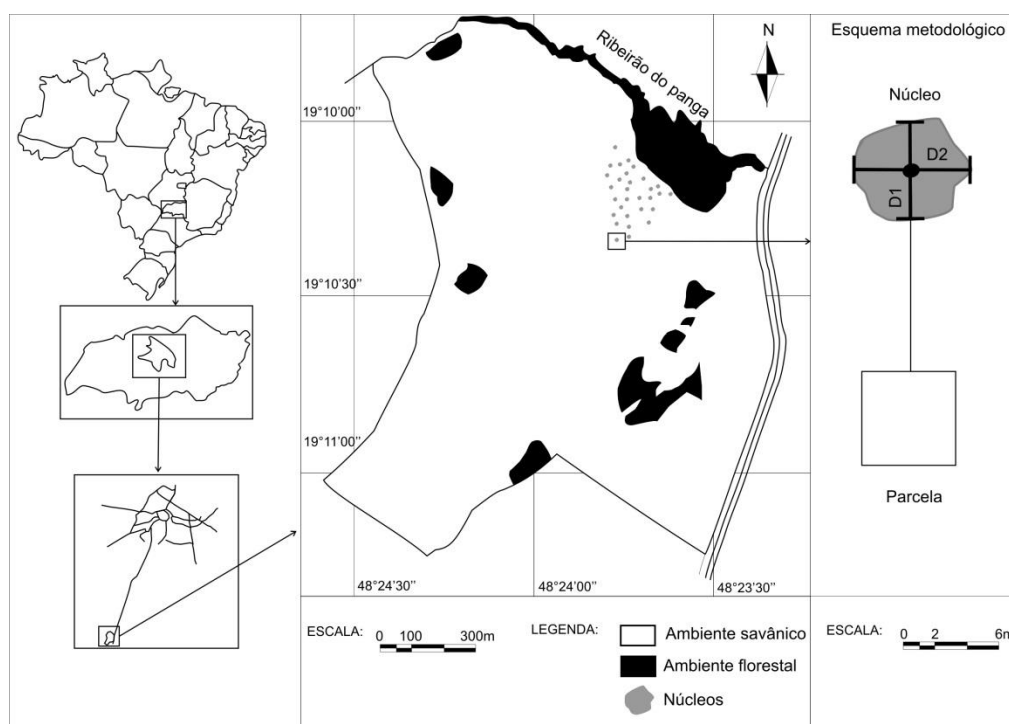 Esquema metodológico
N
Ribeirão do panga
19°10'00''
Núcleo
D2
D1
19°10'30''
19°11'00''
Parcela
48°24'30''
48°24'00''
48°23'30''
ESCALA: 0 100 300m
LEGENDA:
Ambiente savânico
Ambiente florestal
Núcleos
ESCALA: 0 2 6m